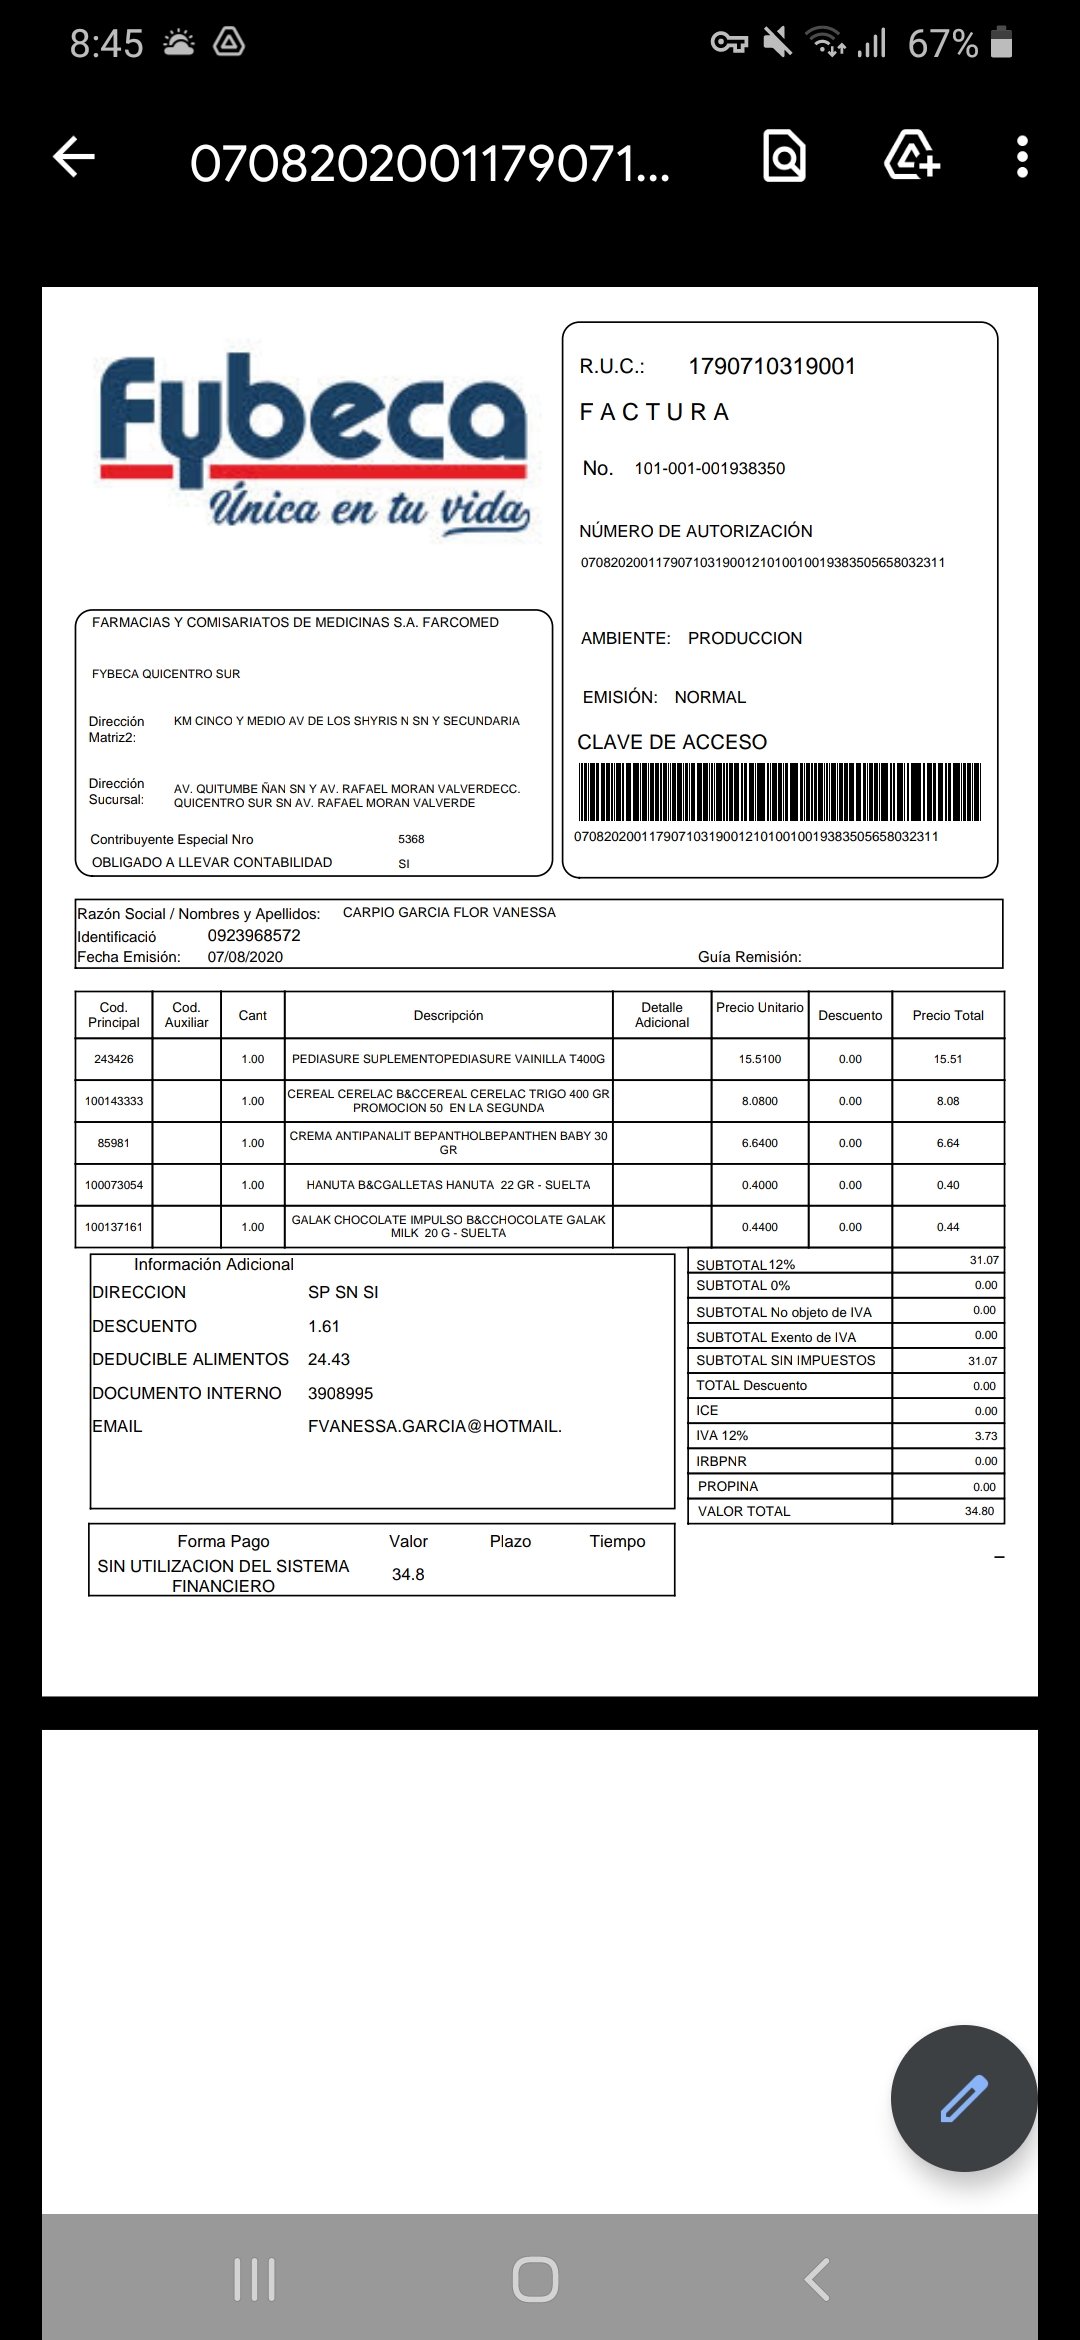 8:45
67%
0708202001179071...
Fybeca
Única en tu vida
R.U.C.: 1790710319001
FACTURA
No. 101-001-001938350
NÚMERO DE AUTORIZACIÓN
0708202001179071031900121010010019383505658032311
AMBIENTE: PRODUCCION
EMISIÓN: NORMAL
CLAVE DE ACCESO
0708202001179071031900121010010019383505658032311
FARMACIAS Y COMISARIATOS DE MEDICINAS S.A. FARCOMED
FYBECA QUICENTRO SUR
Dirección Matriz2: KM CINCO Y MEDIO AV DE LOS SHYRIS N SN Y SECUNDARIA
Dirección Sucursal: AV. QUITUMBE ÑAN SN Y AV. RAFAEL MORAN VALVERDECC.
QUICENTRO SUR SN AV. RAFAEL MORAN VALVERDE
Contribuyente Especial Nro 5368
OBLIGADO A LLEVAR CONTABILIDAD SI
Razón Social / Nombres y Apellidos: CARPIO GARCIA FLOR VANESSA
Identificació 0923968572
Fecha Emisión: 07/08/2020 Guía Remisión:
Cod. Principal Cod. Auxiliar Cant Descripción Detalle Adicional Precio Unitario Descuento Precio Total
243426 1.00 PEDIASURE SUPLEMENTOPEDIASURE VAINILLA T400G 15.5100 0.00 15.51
100143333 1.00 CEREAL CERELAC B&CCEREAL CERELAC TRIGO 400 GR PROMOCION 50 EN LA SEGUNDA 8.0800 0.00 8.08
85981 1.00 CREMA ANTIPANALIT BEPANTHOLBEPANTHEN BABY 30 GR 6.6400 0.00 6.64
100073054 1.00 HANUTA B&CGALLETAS HANUTA 22 GR - SUELTA 0.4000 0.00 0.40
100137161 1.00 GALAK CHOCOLATE IMPULSO B&CCHOCOLATE GALAK MILK 20 G - SUELTA 0.4400 0.00 0.44
Información Adicional
DIRECCION SP SN SI
DESCUENTO 1.61
DEDUCIBLE ALIMENTOS 24.43
DOCUMENTO INTERNO 3908995
EMAIL FVANESSA.GARCIA@HOTMAIL.
SUBTOTAL 12% 31.07
SUBTOTAL 0% 0.00
SUBTOTAL No objeto de IVA 0.00
SUBTOTAL Exento de IVA 0.00
SUBTOTAL SIN IMPUESTOS 31.07
TOTAL Descuento 0.00
ICE 0.00
IVA 12% 3.73
IRBPNR 0.00
PROPINA 0.00
VALOR TOTAL 34.80
Forma Pago Valor Plazo Tiempo
SIN UTILIZACION DEL SISTEMA FINANCIERO 34.8